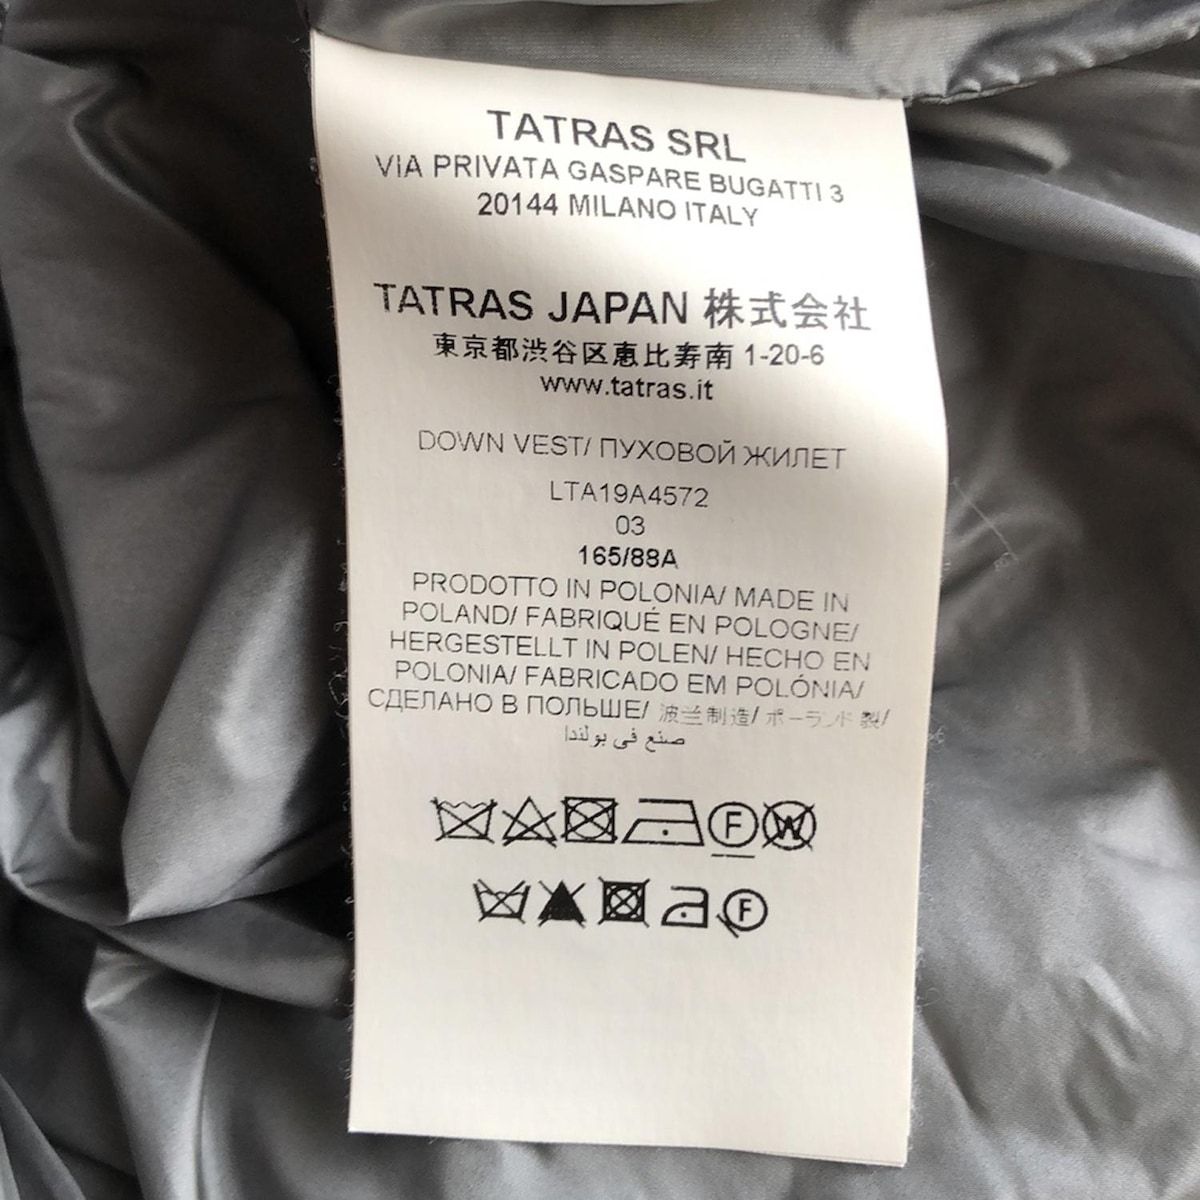 TATRAS SRL
VIA PRIVATA GASPARE BUGATTI 3
20144 MILANO ITALY
TATRAS JAPAN 株式会社
東京都渋谷区恵比寿南 1-20-6
www.tatras.it
DOWN VEST/ ПУХОВОЙ ЖИЛЕТ
LTA19A4572
03
165/88A
PRODOTTO IN POLONIA/ MADE IN
POLAND/ FABRIQUÉ EN POLOGNE/
HERGESTELLT IN POLEN/ HECHO EN
POLONIA/ FABRICADO EM POLÓNIA/
СДЕЛАНО В ПОЛЬШЕ/ 波兰制造/ ポーランド製/
صنع في بولندا
F W
F